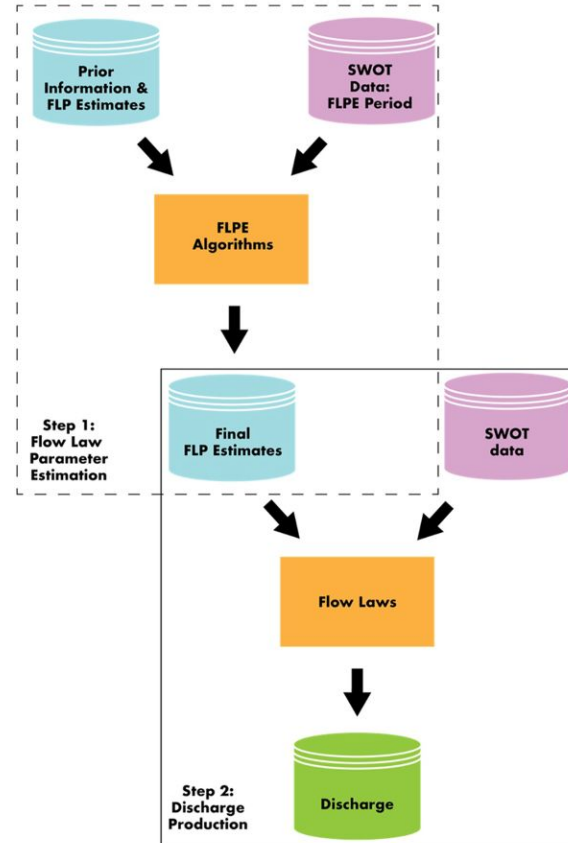 Prior
Information &
FLP Estimates
SWOT
Data:
FLPE Period
FLPE
Algorithms
Step 1:
Flow Law
Parameter
Estimation
Final
FLP Estimates
SWOT
data
Flow Laws
Step 2:
Discharge
Production
Discharge